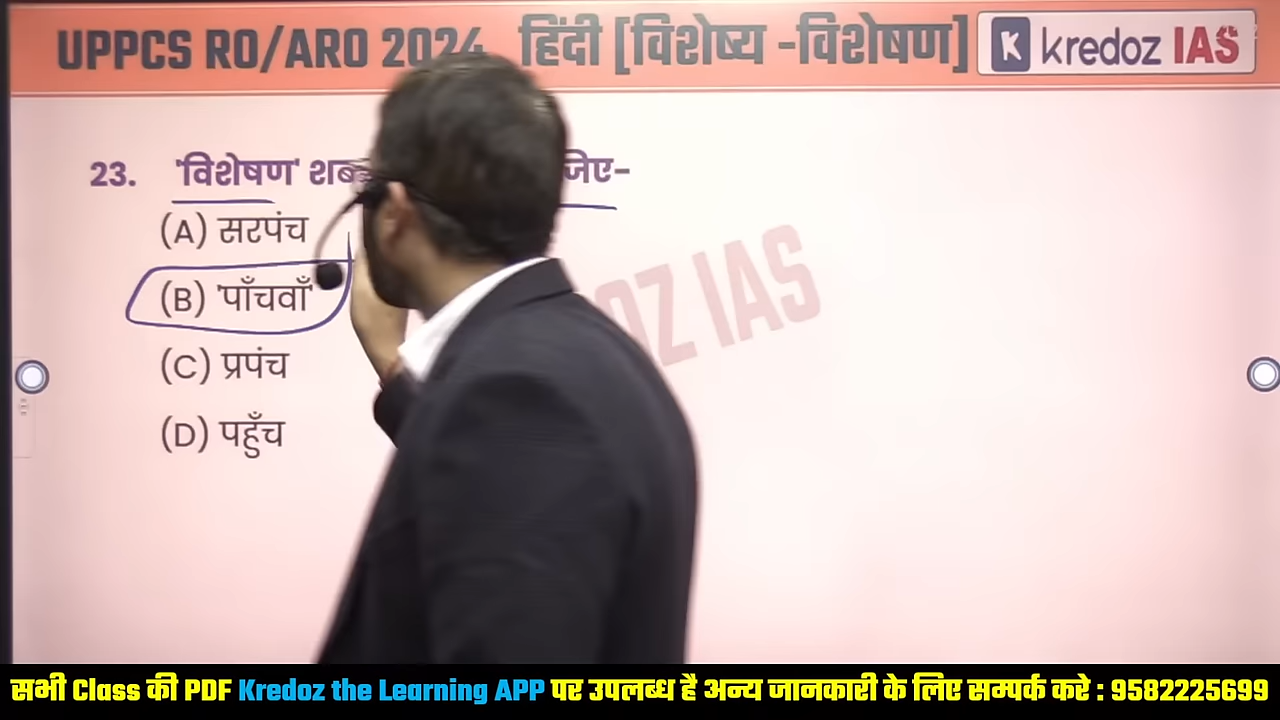 UPPCS RO/ARO 2024 हिंदी [विशेष्य -विशेषण] K kredoz IAS
23. 'विशेषण'
(A) सरपंच
(B) 'पाँचवाँ'
(C) प्रपंच
(D) पहुँच
IAS
सभी Class की PDF Kredoz the Learning APP पर उपलब्ध है अन्य जानकारी के लिए सम्पर्क करे : 9582225699